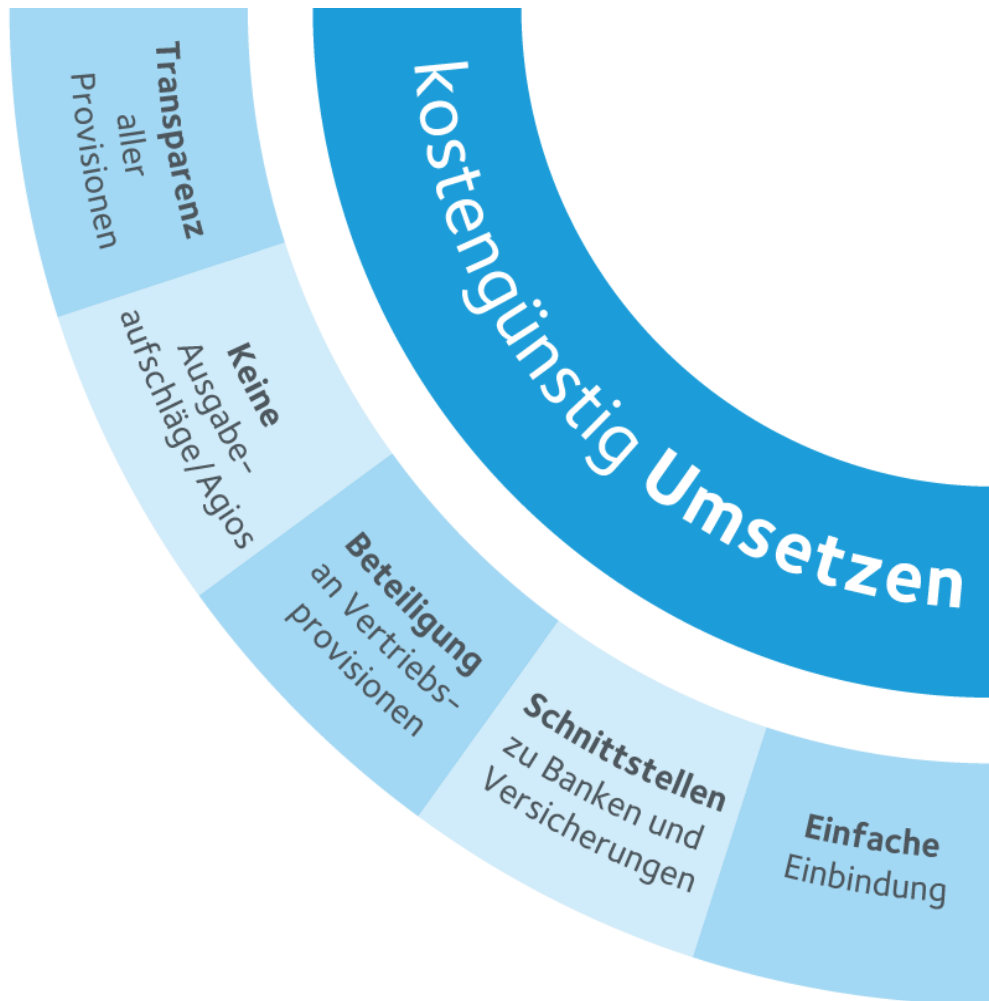 kostengünstig Umsetzen
Transparenz
aller
Provisionen
Keine
Ausgabe-
aufschläge/Agios
Beteiligung
an Vertriebs-
provisionen
Schnittstellen
zu Banken und
Versicherungen
Einfache
Einbindung